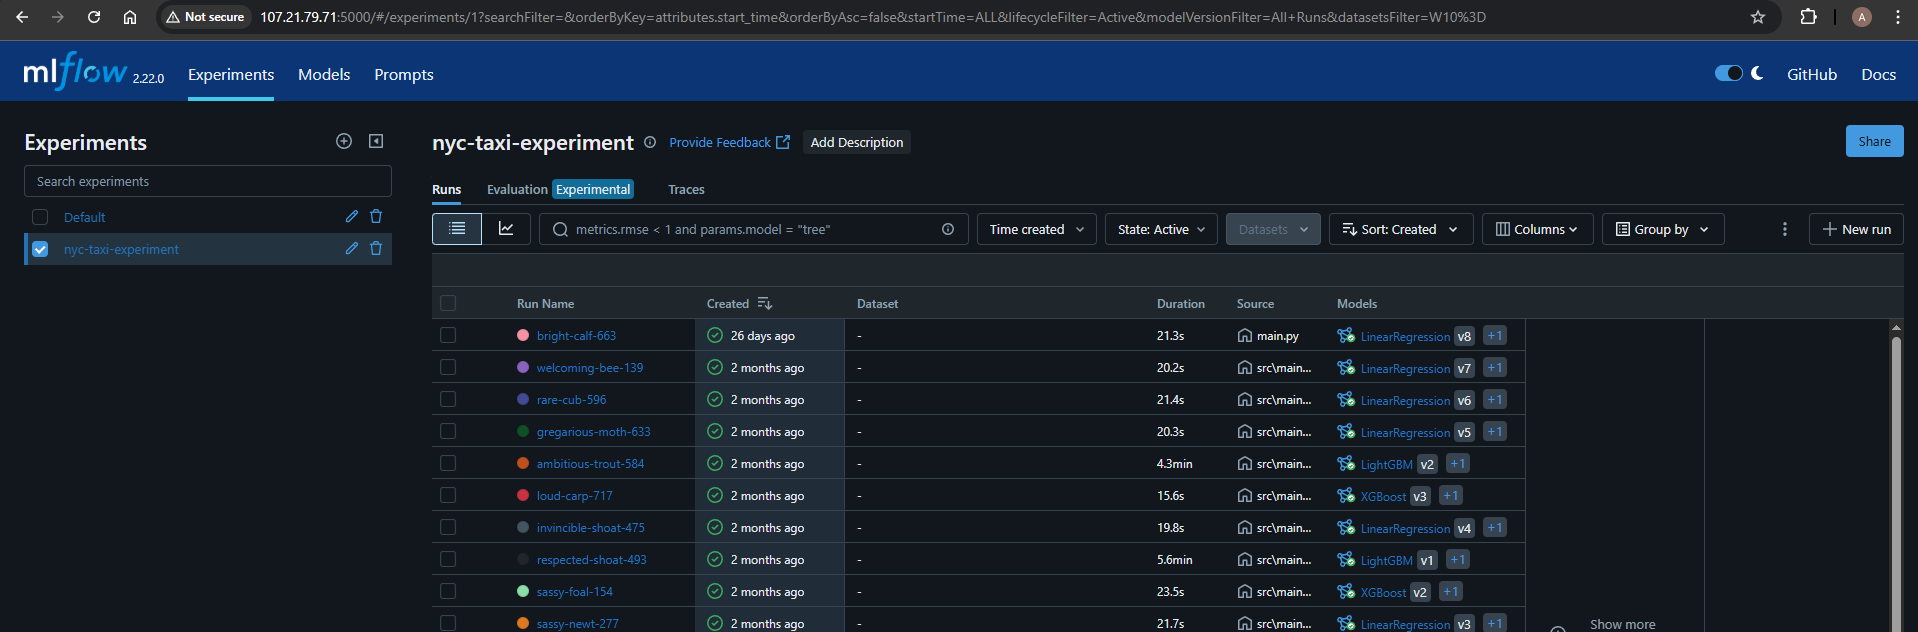 Not secure 107.21.79.71:5000/#/experiments/1?searchFilter=&orderByKey=attributes.start_time&orderByAsc=false&startTime=ALL&lifecycleFilter=Active&modelVersionFilter=All+Runs&datasetsFilter=W10%3D A
mlflow 2.22.0 Experiments Models Prompts GitHub Docs
Experiments
Search experiments
Default
nyc-taxi-experiment
nyc-taxi-experiment Provide Feedback Add Description Share
Runs Evaluation Experimental Traces
metrics.rmse < 1 and params.model = "tree" Time created State: Active Datasets Sort: Created Columns Group by New run
Run Name Created Dataset Duration Source Models
bright-calf-663 26 days ago - 21.3s main.py LinearRegression v8 +1
welcoming-bee-139 2 months ago - 20.2s src\main... LinearRegression v7 +1
rare-cub-596 2 months ago - 21.4s src\main... LinearRegression v6 +1
gregarious-moth-633 2 months ago - 20.3s src\main... LinearRegression v5 +1
ambitious-trout-584 2 months ago - 4.3min src\main... LightGBM v2 +1
loud-carp-717 2 months ago - 15.6s src\main... XGBoost v3 +1
invincible-shoat-475 2 months ago - 19.8s src\main... LinearRegression v4 +1
respected-shoat-493 2 months ago - 5.6min src\main... LightGBM v1 +1
sassy-foal-154 2 months ago - 23.5s src\main... XGBoost v2 +1
sassy-newt-277 2 months ago - 21.7s src\main... LinearRegression v3 +1
Show more